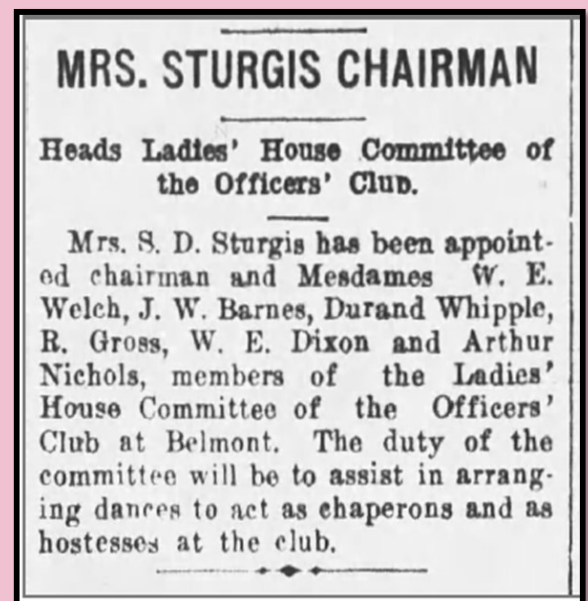 MRS. STURGIS CHAIRMAN
Heads Ladies' House Committee of
the Officers' Club.
Mrs. S. D. Sturgis has been appoint-
ed chairman and Mesdames W. E.
Welch, J. W. Barnes, Durand Whipple,
R. Gross, W. E. Dixon and Arthur
Nichols, members of the Ladies'
House Committee of the Officers'
Club at Belmont. The duty of the
committee will be to assist in arrang-
ing dances to act as chaperons and as
hostesses at the club.